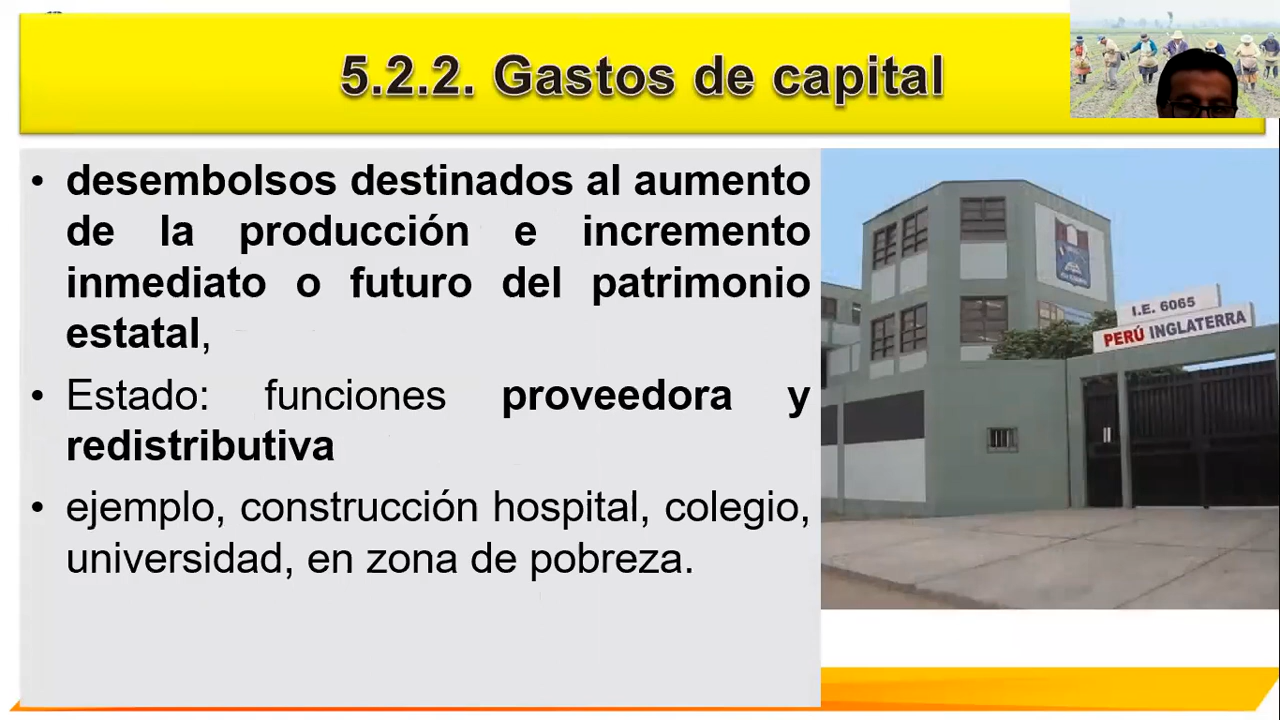 5.2.2. Gastos de capital
• desembolsos destinados al aumento
de la producción e incremento
inmediato o futuro del patrimonio
estatal,
• Estado: funciones proveedora y
redistributiva
• ejemplo, construcción hospital, colegio,
universidad, en zona de pobreza.
I.E. 6065
PERÚ INGLATERRA